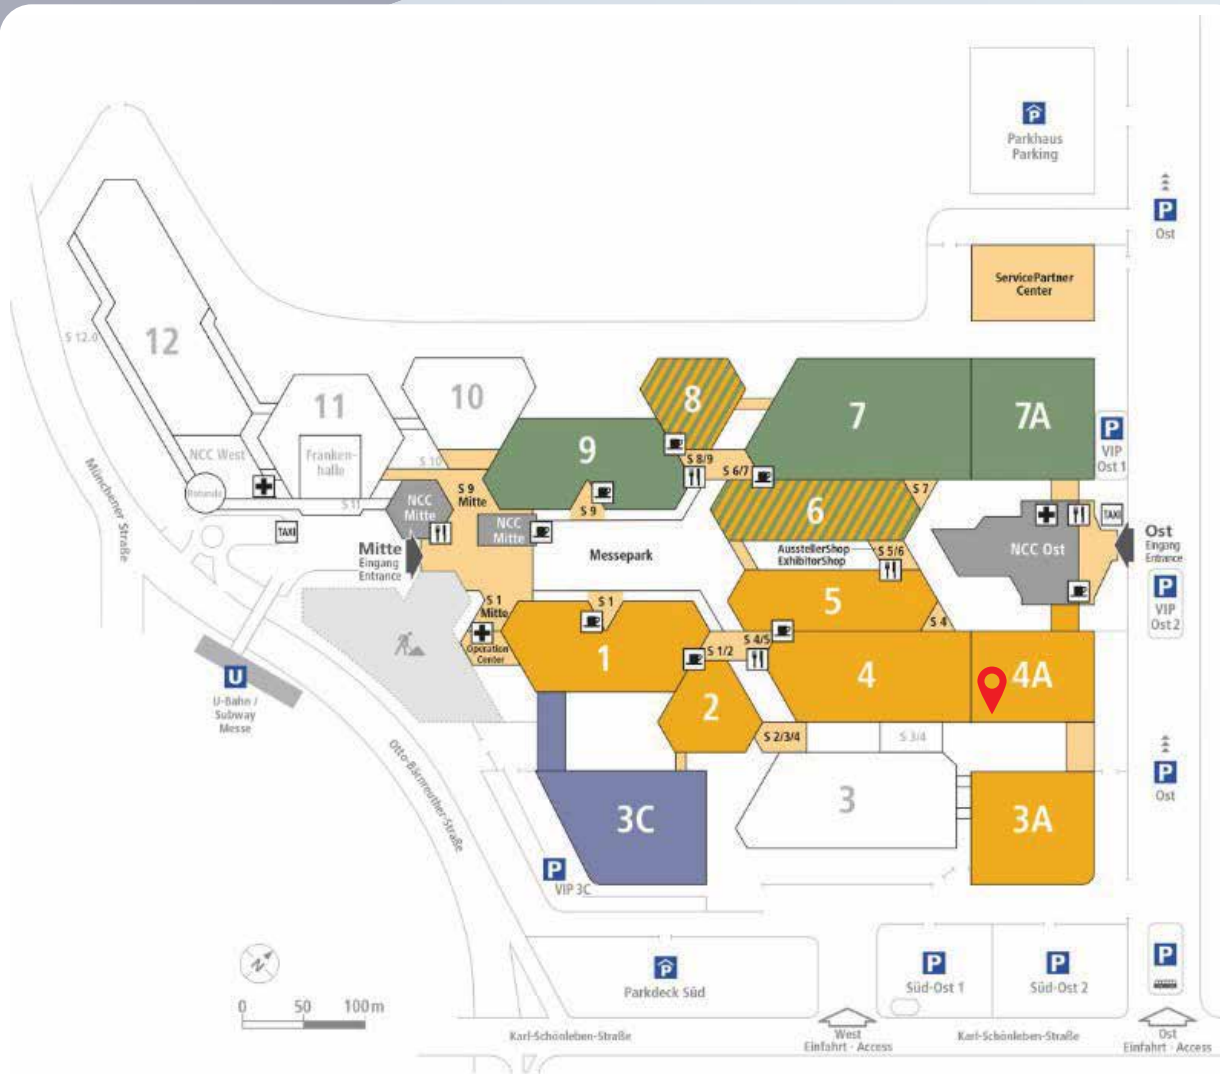 P
Parkhaus
Parking
P
Ost
ServicePartner
Center
12
S 12.0
11
10
8
7
7A
P
VIP
Ost 1
NCC West
Franken-
halle
S 10
9
S 8/9
S 6/7
Rotunde
S 11
NCC
Mitte
S 9
Mitte
S 9
NCC
Mitte
S 7
6
TAXI
Mitte
Eingang
Entrance
Messepark
AusstellerShop
ExhibitorShop
S 5/6
NCC Ost
TAXI
Ost
Eingang
Entrance
P
VIP
Ost 2
Münchener Straße
S 1
Mitte
S 1
5
S 4
Operation
Center
1
S 1/2
S 4/5
4
4A
U
U-Bahn /
Subway
Messe
2
S 2/3/4
S 3/4
Otto-Bärnreuther-Straße
P
Ost
3C
3
3A
P
VIP 3C
N
0 50 100 m
P
Parkdeck Süd
P
Süd-Ost 1
P
Süd-Ost 2
P
Karl-Schönleben-Straße
West
Einfahrt - Access
Karl-Schönleben-Straße
Ost
Einfahrt - Access